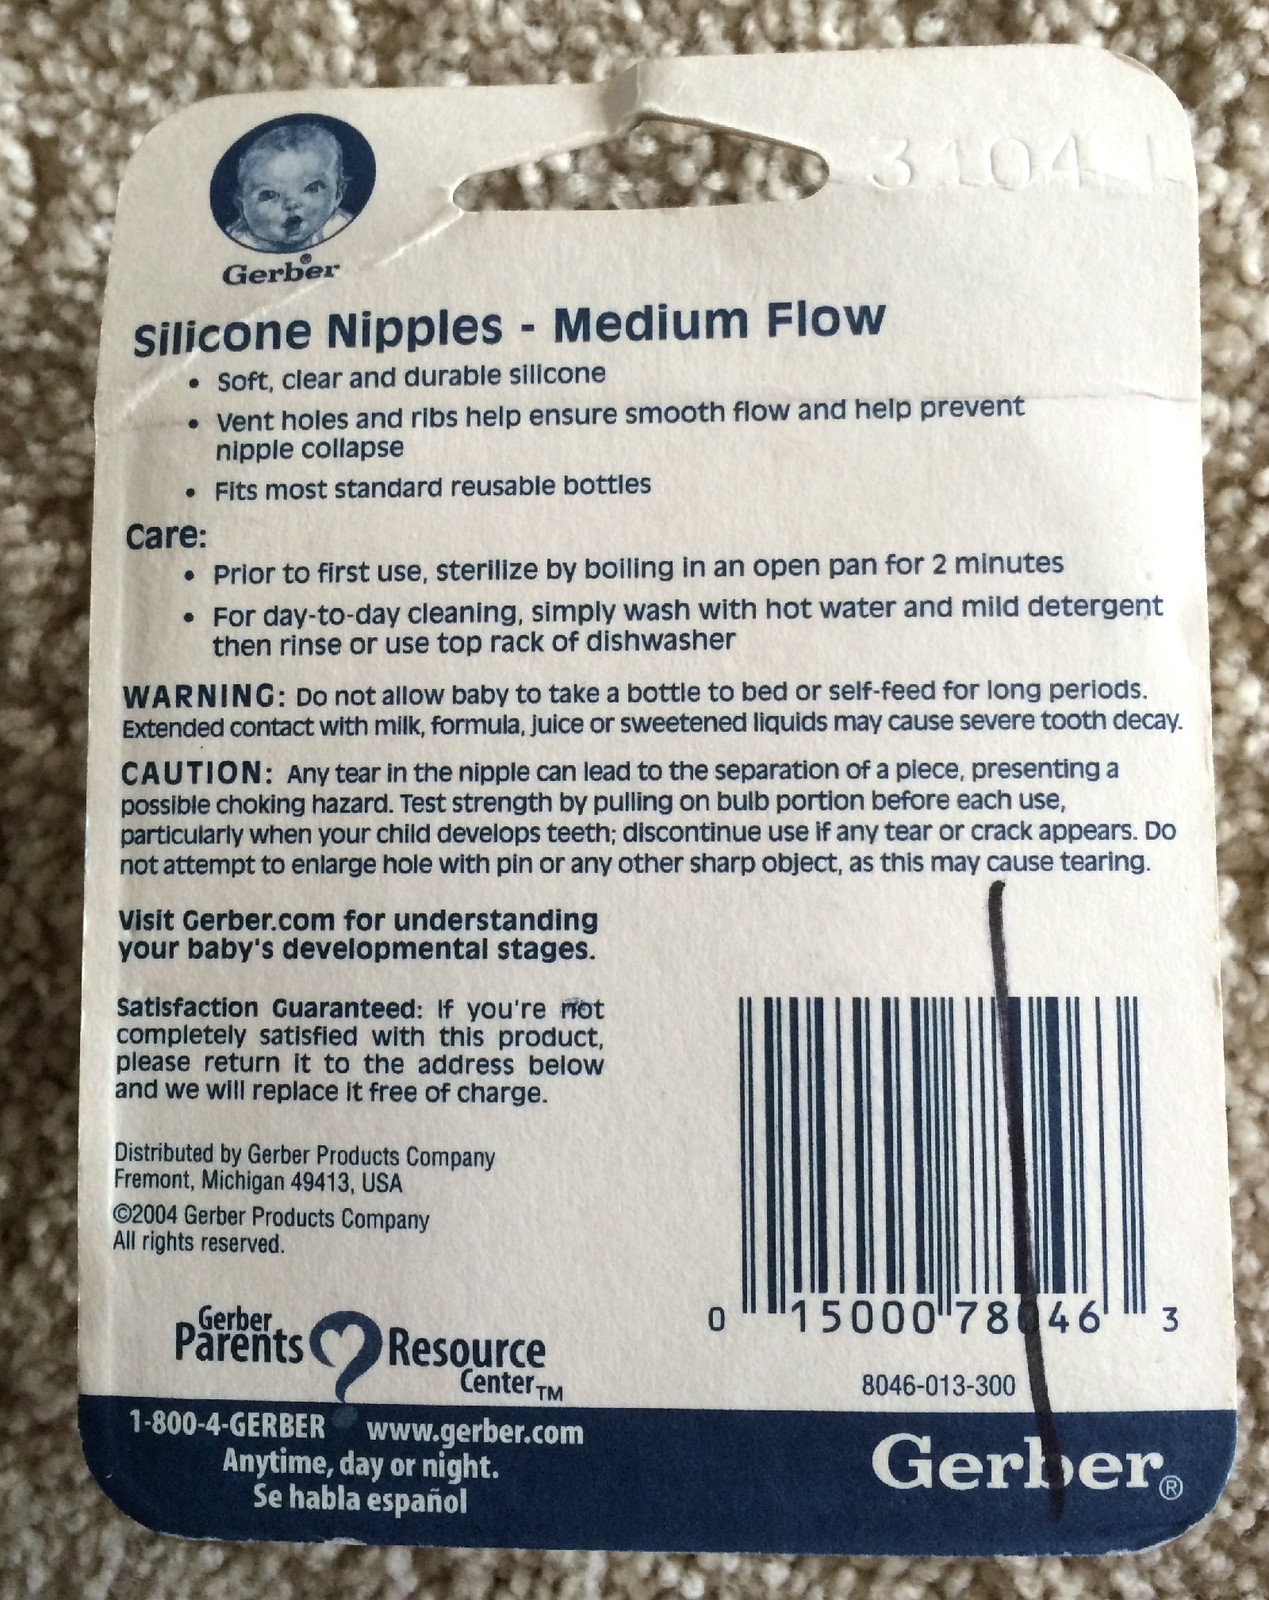 3104 1
Gerber®
Silicone Nipples - Medium Flow
• Soft, clear and durable silicone
• Vent holes and ribs help ensure smooth flow and help prevent
nipple collapse
• Fits most standard reusable bottles
Care:
• Prior to first use, sterilize by boiling in an open pan for 2 minutes
• For day-to-day cleaning, simply wash with hot water and mild detergent
then rinse or use top rack of dishwasher
WARNING: Do not allow baby to take a bottle to bed or self-feed for long periods.
Extended contact with milk, formula, juice or sweetened liquids may cause severe tooth decay.
CAUTION: Any tear in the nipple can lead to the separation of a piece, presenting a
possible choking hazard. Test strength by pulling on bulb portion before each use,
particularly when your child develops teeth; discontinue use if any tear or crack appears. Do
not attempt to enlarge hole with pin or any other sharp object, as this may cause tearing.
Visit Gerber.com for understanding
your baby's developmental stages.
Satisfaction Guaranteed: If you're not
completely satisfied with this product,
please return it to the address below
and we will replace it free of charge.
Distributed by Gerber Products Company
Fremont, Michigan 49413, USA
©2004 Gerber Products Company
All rights reserved.
0 15000 78046 3
8046-013-300
Gerber
Parents Resource
Center™
1-800-4-GERBER www.gerber.com
Anytime, day or night.
Se habla español
Gerber®